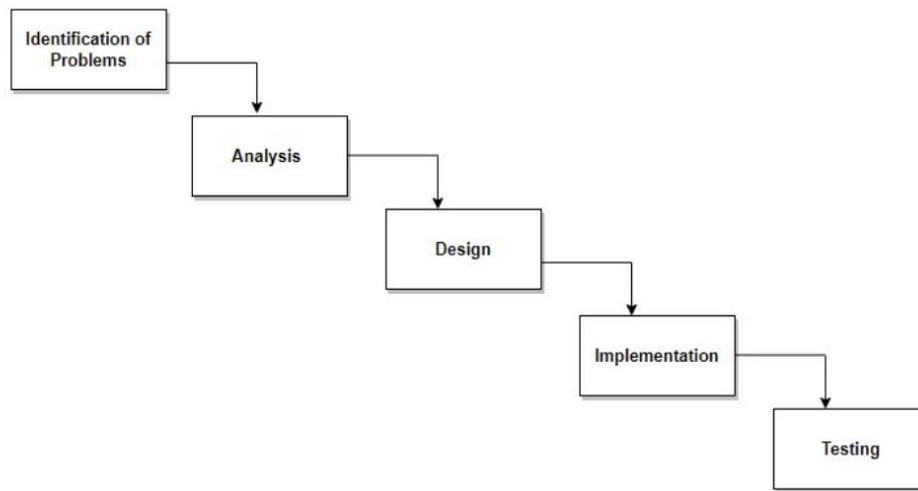 Identification of
Problems
Analysis
Design
Implementation
Testing